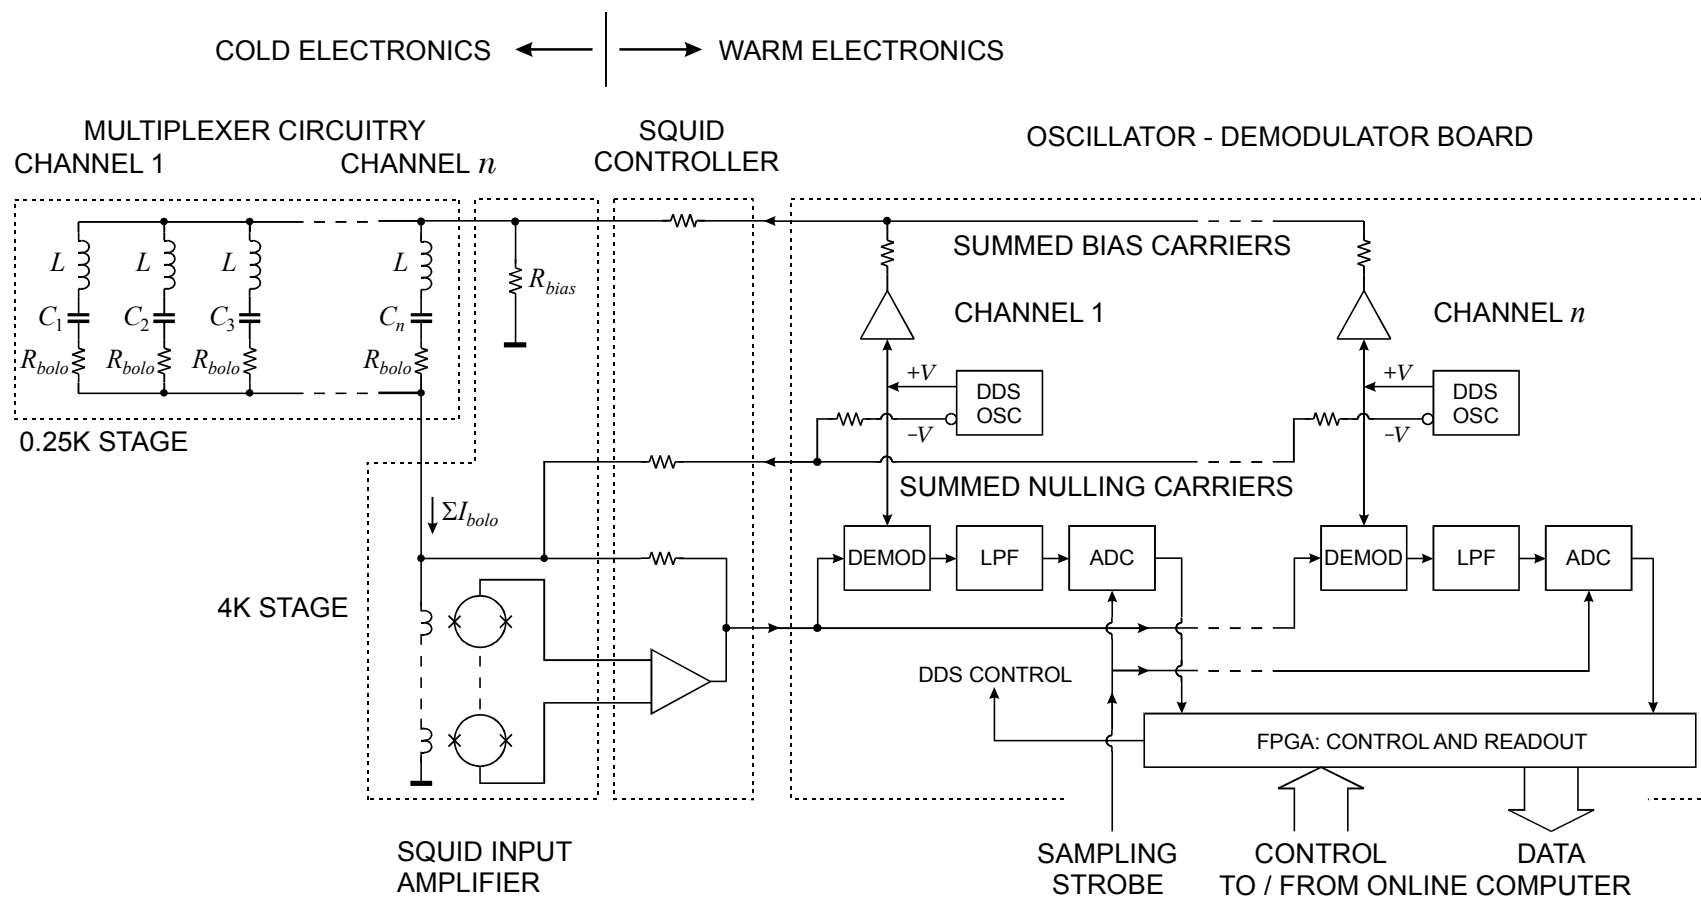 COLD ELECTRONICS
WARM ELECTRONICS
MULTIPLEXER CIRCUITRY
CHANNEL 1
CHANNEL n
SQUID
CONTROLLER
OSCILLATOR - DEMODULATOR BOARD
L
L
L
L
C1
C2
C3
Cn
Rbolo
Rbolo
Rbolo
Rbolo
Rbias
0.25K STAGE
SUMMED BIAS CARRIERS
CHANNEL 1
CHANNEL n
+V
DDS
OSC
–V
+V
DDS
OSC
–V
SUMMED NULLING CARRIERS
ΣIbolo
4K STAGE
DEMOD
LPF
ADC
DEMOD
LPF
ADC
DDS CONTROL
FPGA: CONTROL AND READOUT
SQUID INPUT
AMPLIFIER
SAMPLING
STROBE
CONTROL
DATA
TO / FROM ONLINE COMPUTER